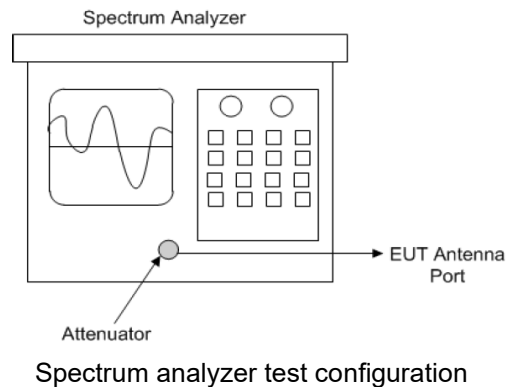 Spectrum Analyzer
EUT Antenna
Port
Attenuator
Spectrum analyzer test configuration